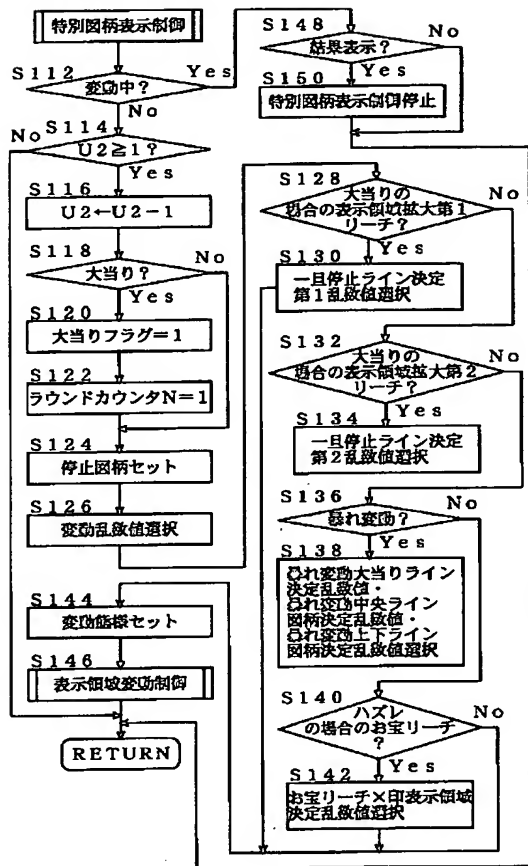 特別図柄表示制御
S112
変動中？
Yes
No
S114
No
U2≧1？
Yes
S116
U2←U2－1
S118
大当り？
No
Yes
S120
大当りフラグ＝1
S122
ラウンドカウンタN＝1
S124
停止図柄セット
S126
変動乱数値選択
S144
変動態様セット
S146
表示領域変動制御
RETURN
S148
結果表示？
No
Yes
S150
特別図柄表示制御停止
S128
大当りの
場合の表示領域拡大第1
リーチ？
No
Yes
S130
一旦停止ライン決定
第1乱数値選択
S132
大当りの
場合の表示領域拡大第2
リーチ？
No
Yes
S134
一旦停止ライン決定
第2乱数値選択
S136
暴れ変動？
No
Yes
S138
暴れ変動大当りライン
決定乱数値・
暴れ変動中央ライン
図柄決定乱数値・
暴れ変動上下ライン
図柄決定乱数値選択
S140
ハズレ
の場合のお宝リーチ
？
No
Yes
S142
お宝リーチ×印表示領域
決定乱数値選択